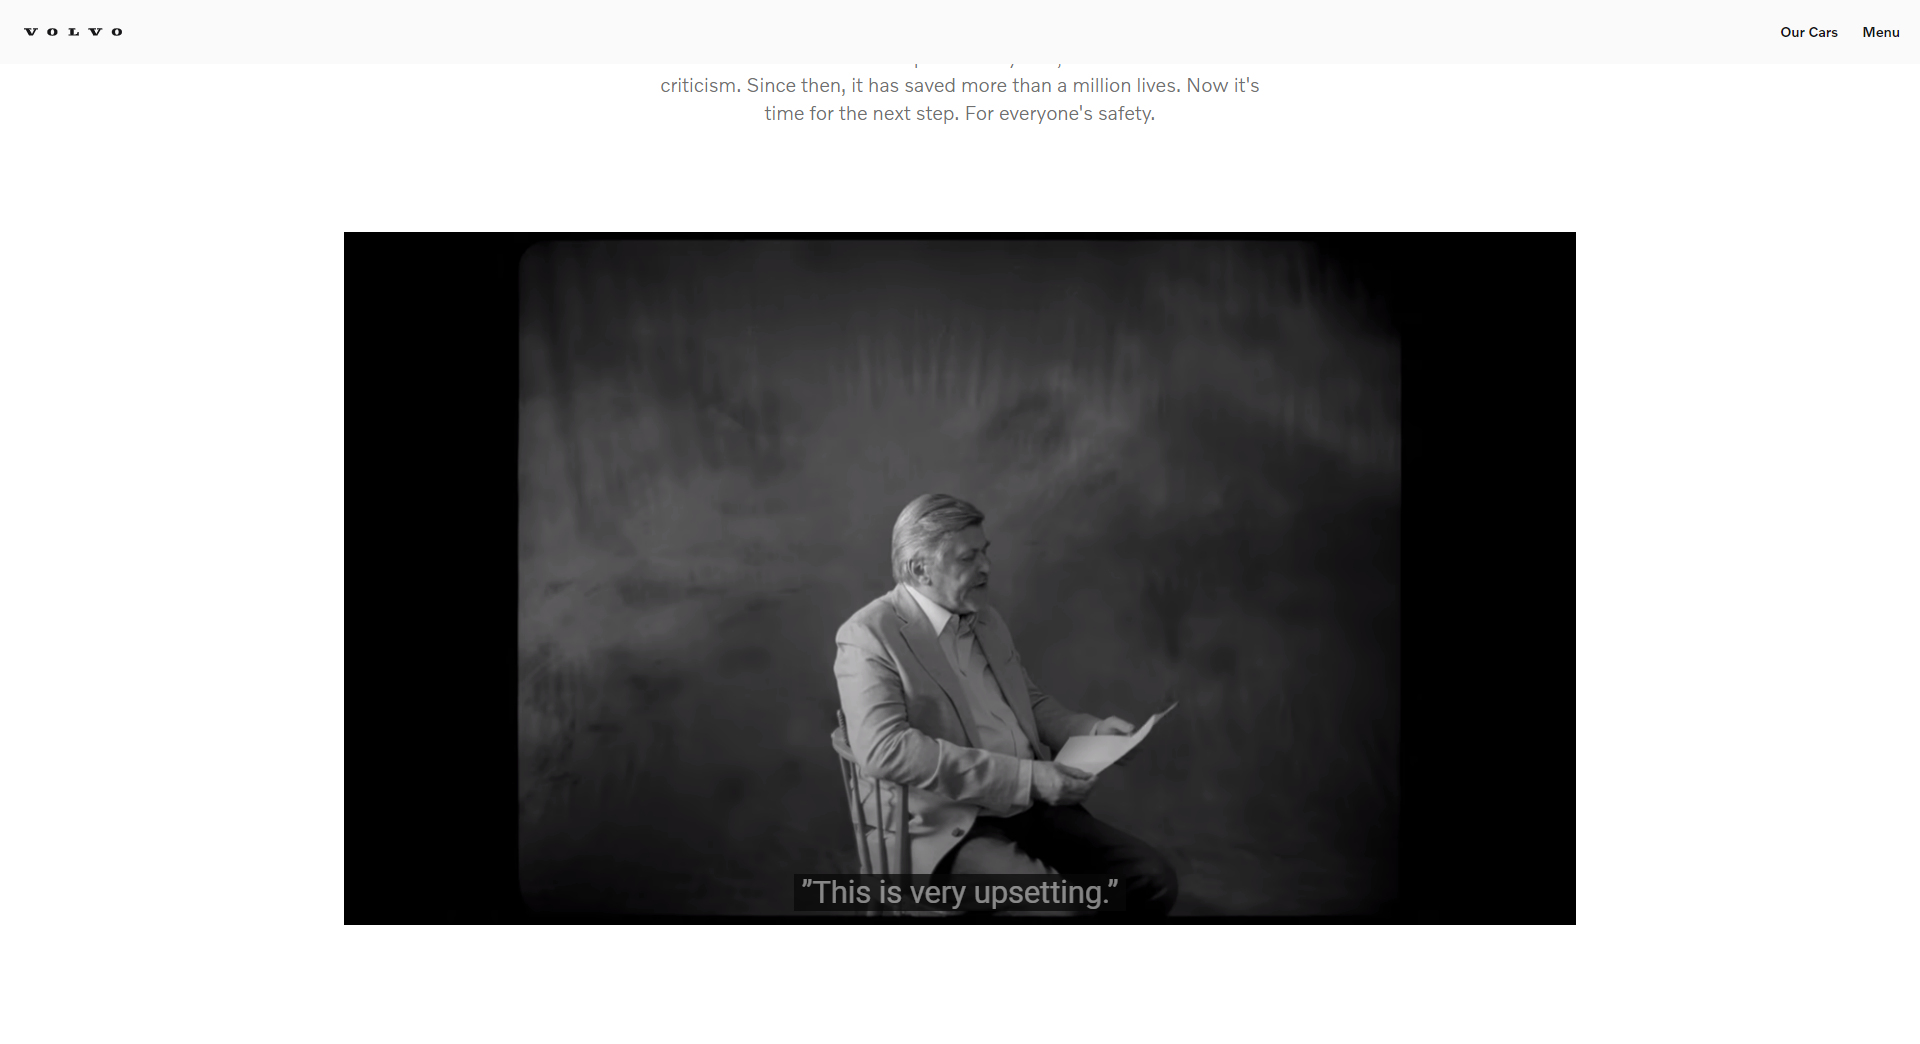 VOLVO
Our Cars
Menu
criticism. Since then, it has saved more than a million lives. Now it's
time for the next step. For everyone's safety.
”This is very upsetting.”